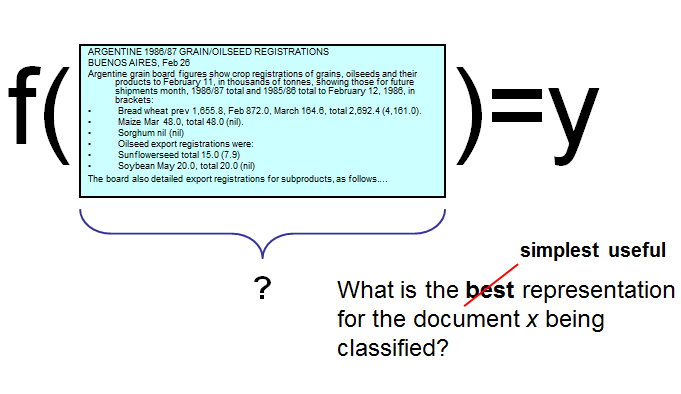 f(
ARGENTINE 1986/87 GRAIN/OILSEED REGISTRATIONS
BUENOS AIRES, Feb 26
Argentine grain board figures show crop registrations of grains, oilseeds and their
products to February 11, in thousands of tonnes, showing those for future
shipments month, 1986/87 total and 1985/86 total to February 12, 1986, in
brackets:
• Bread wheat prev 1,655.8, Feb 872.0, March 164.6, total 2,692.4 (4,161.0).
• Maize Mar 48.0, total 48.0 (nil).
• Sorghum nil (nil)
• Oilseed export registrations were:
• Sunflowerseed total 15.0 (7.9)
• Soybean May 20.0, total 20.0 (nil)
The board also detailed export registrations for subproducts, as follows....
)=y
?
simplest useful
What is the best representation
for the document x being
classified?